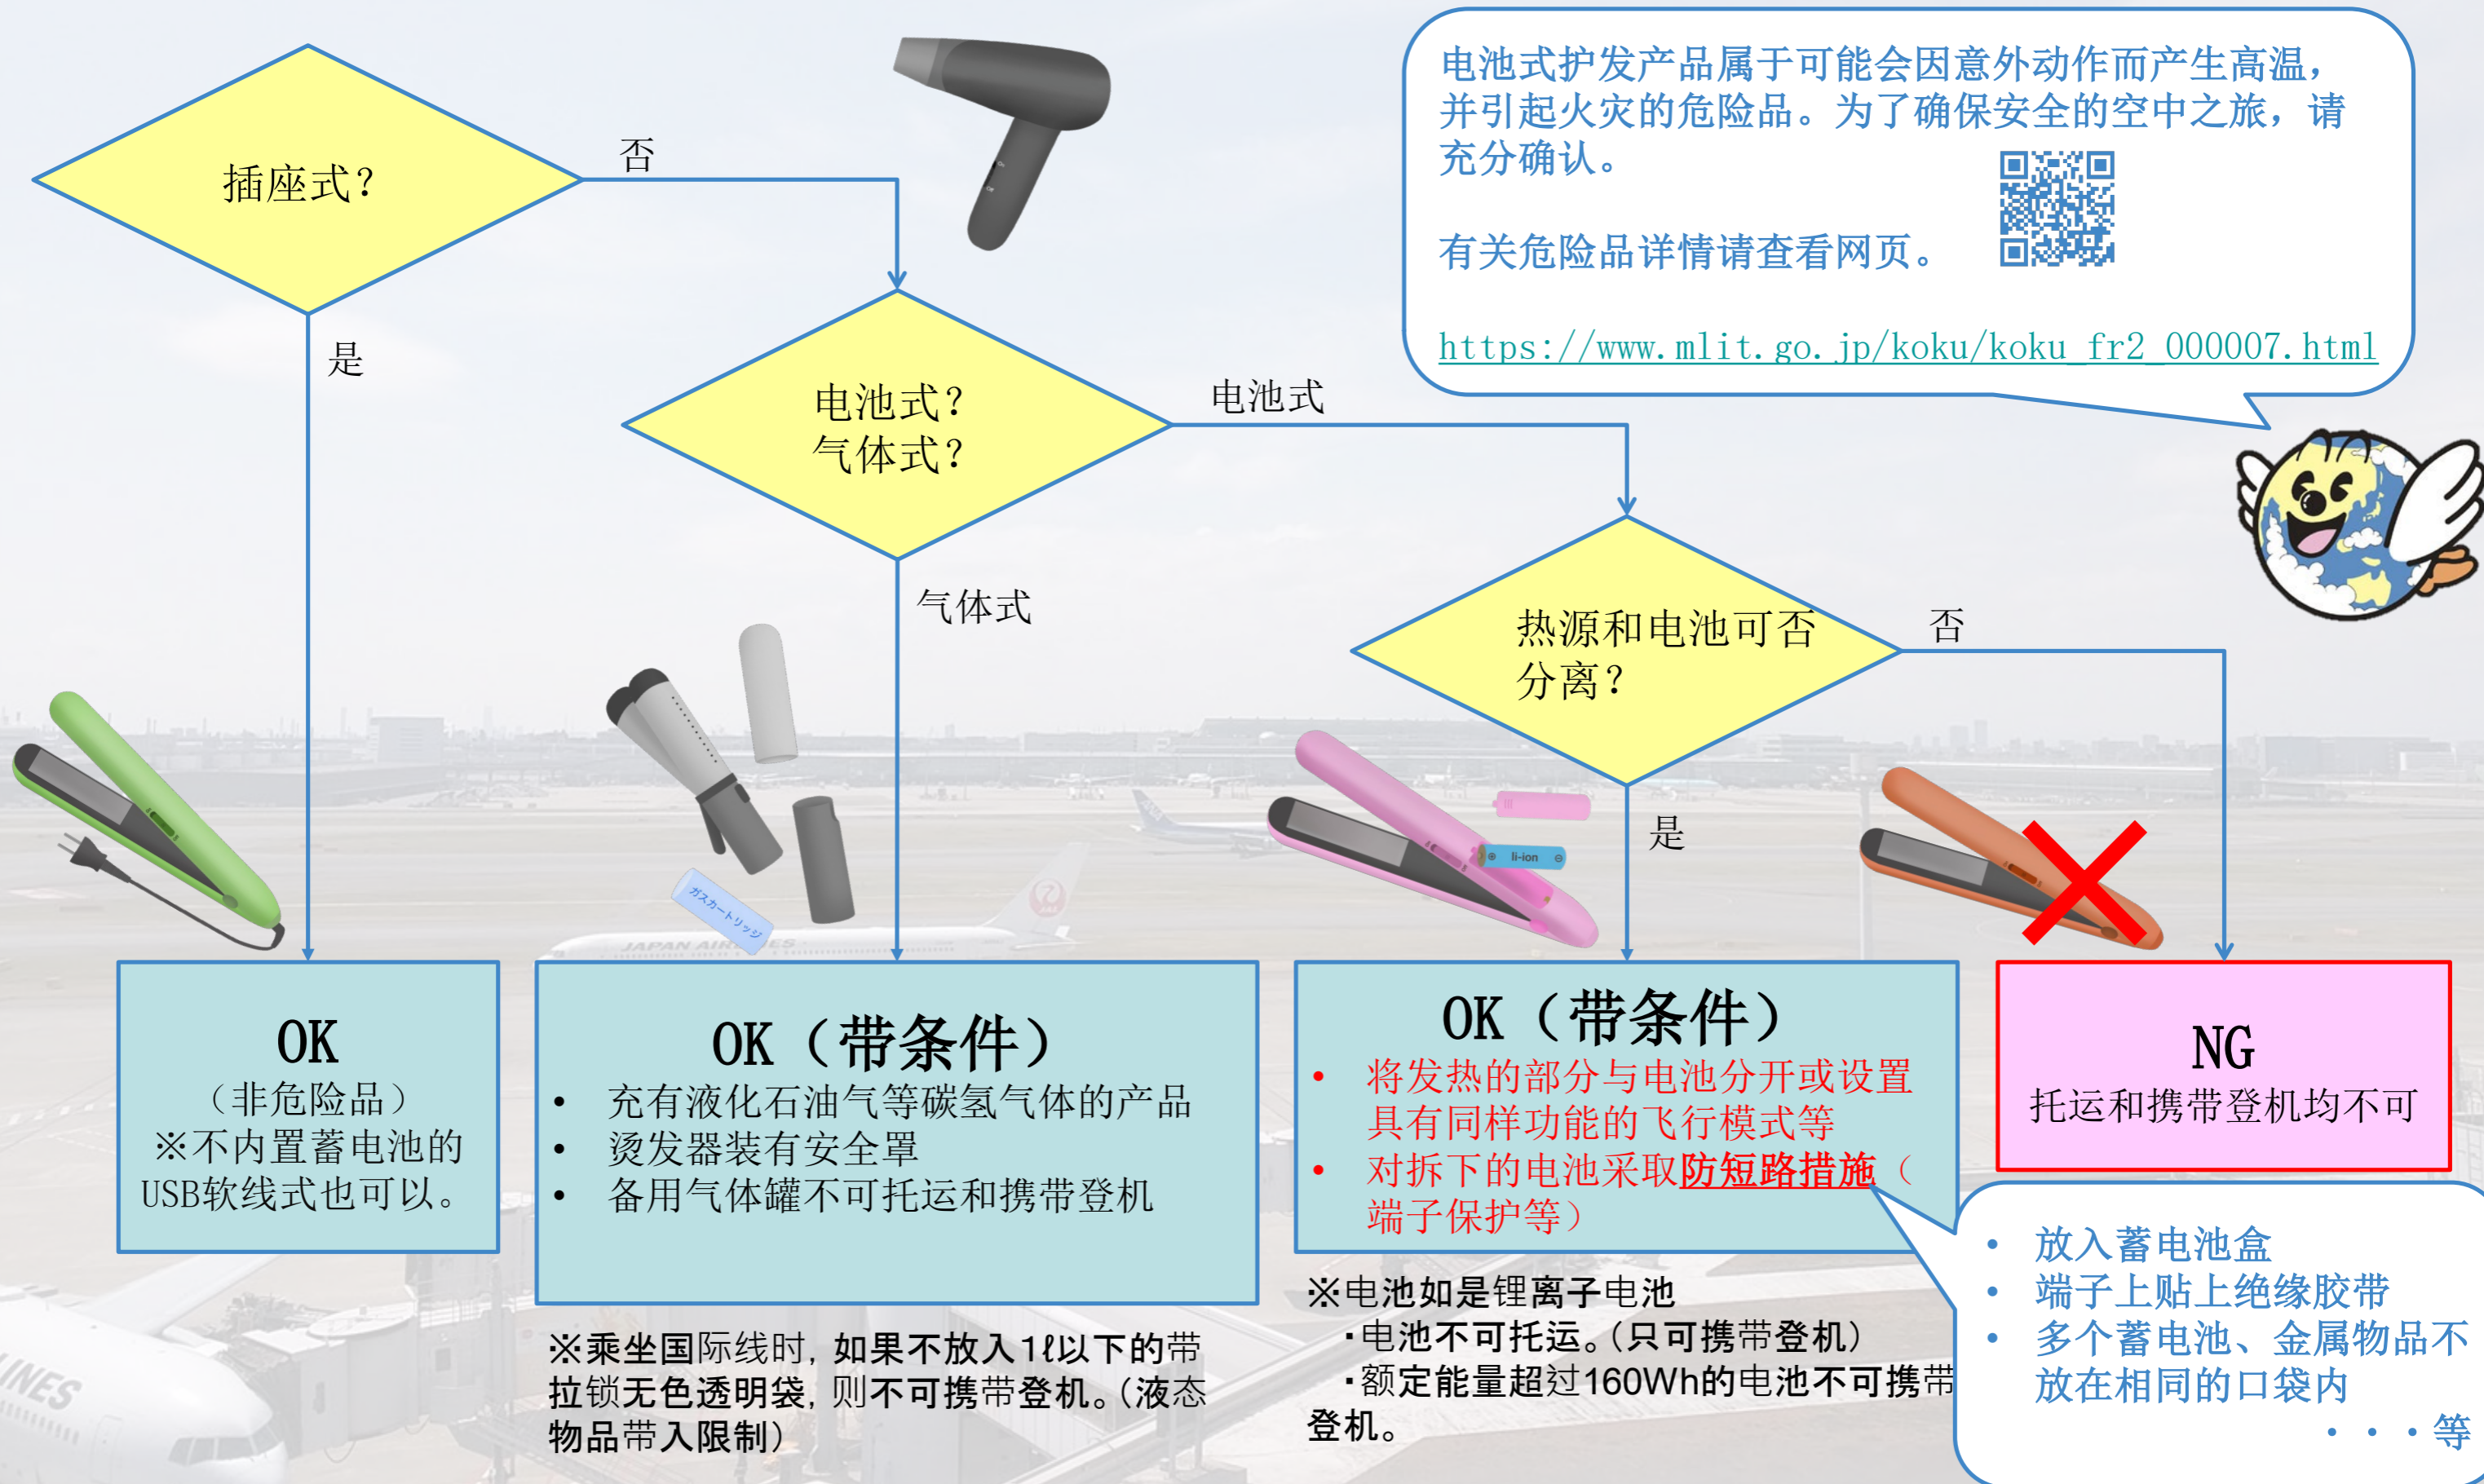 电池式护发产品属于可能会因意外动作而产生高温，
并引起火灾的危险品。为了确保安全的空中之旅，请
充分确认。
有关危险品详情请查看网页。
https://www.mlit.go.jp/koku/koku_fr2_000007.html
插座式？
否
是
电池式？
气体式？
电池式
气体式
热源和电池可否
分离？
否
是
li-ion
ガスカートリッジ
JAPAN AIRLINES
OK
（非危险品）
※不内置蓄电池的
USB软线式也可以。
OK（带条件）
• 充有液化石油气等碳氢气体的产品
• 烫发器装有安全罩
• 备用气体罐不可托运和携带登机
※乘坐国际线时，如果不放入1ℓ以下的带
拉锁无色透明袋，则不可携带登机。（液态
物品带入限制）
OK（带条件）
• 将发热的部分与电池分开或设置
具有同样功能的飞行模式等
• 对拆下的电池采取防短路措施（
端子保护等）
※电池如是锂离子电池
・电池不可托运。（只可携带登机）
・额定能量超过160Wh的电池不可携带
登机。
NG
托运和携带登机均不可
• 放入蓄电池盒
• 端子上贴上绝缘胶带
• 多个蓄电池、金属物品不
放在相同的口袋内
・・・等